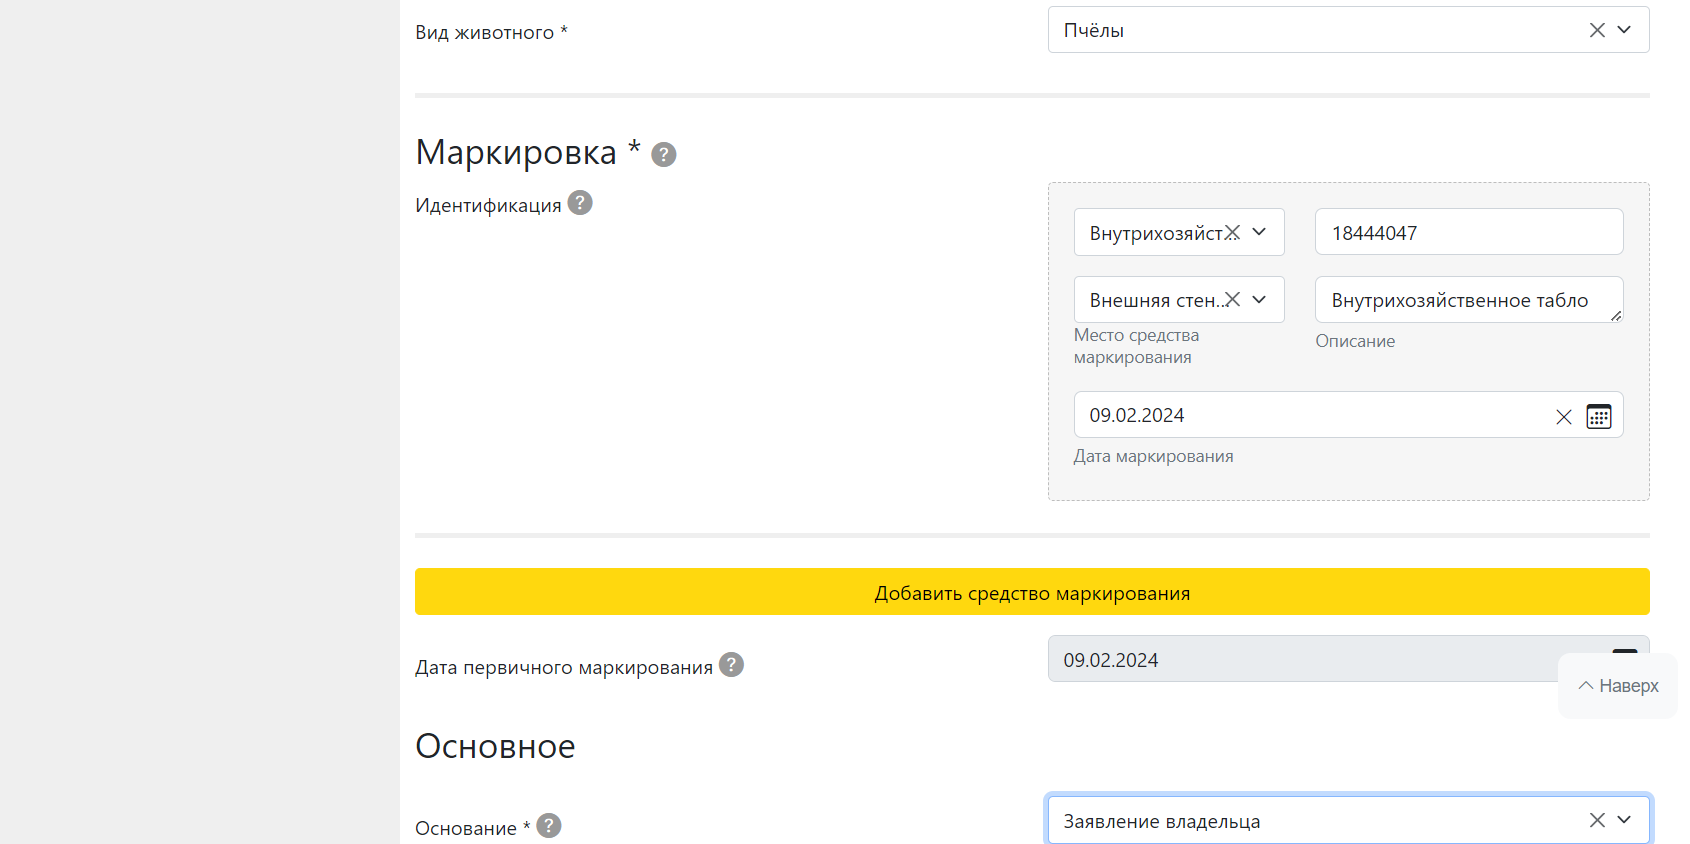 Вид животного *
Пчёлы
Маркировка *
Идентификация
Внутрихозяйст...
18444047
Внешняя стен...
Внутрихозяйственное табло
Место средства
маркирования
Описание
09.02.2024
Дата маркирования
Добавить средство маркирования
Дата первичного маркирования
09.02.2024
Наверх
Основное
Основание *
Заявление владельца